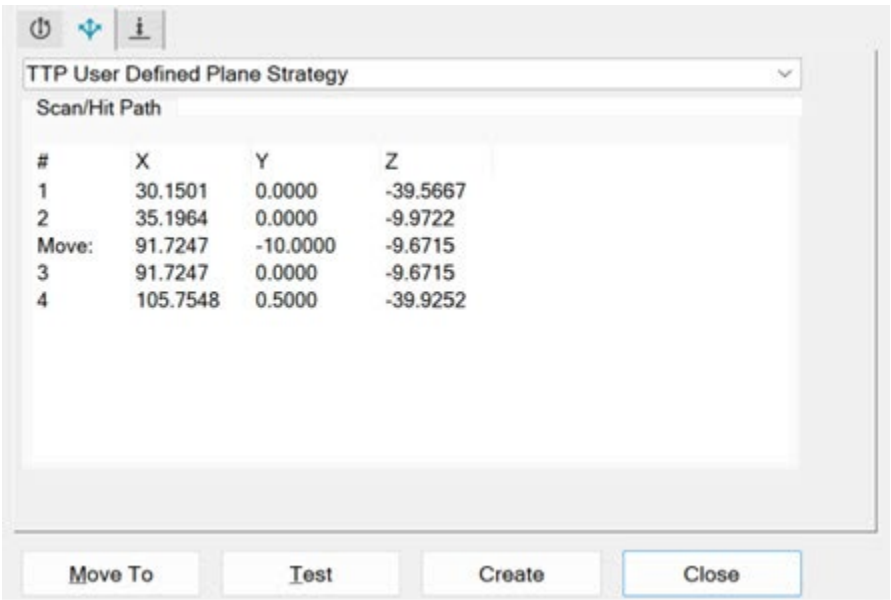 TTP User Defined Plane Strategy
Scan/Hit Path
# X Y Z
1 30.1501 0.0000 -39.5667
2 35.1964 0.0000 -9.9722
Move: 91.7247 -10.0000 -9.6715
3 91.7247 0.0000 -9.6715
4 105.7548 0.5000 -39.9252
Move To Test Create Close